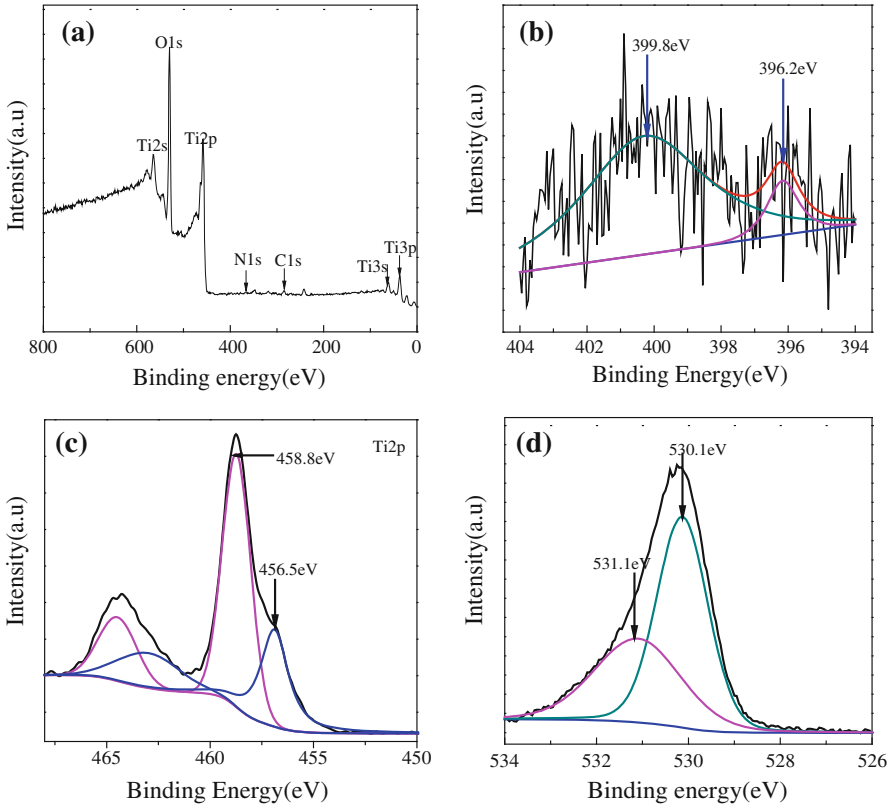 (a)
O1s
Ti2s
Ti2p
N1s
C1s
Ti3s
Ti3p
800 600 400 200 0
Binding energy(eV)
Intensity(a.u)
(b)
399.8eV
396.2eV
404 402 400 398 396 394
Binding Energy(eV)
Intensity(a.u)
(c)
Ti2p
458.8eV
456.5eV
465 460 455 450
Binding Energy(eV)
Intensity(a.u)
(d)
530.1eV
531.1eV
534 532 530 528 526
Binding energy(eV)
Intensity(a.u)